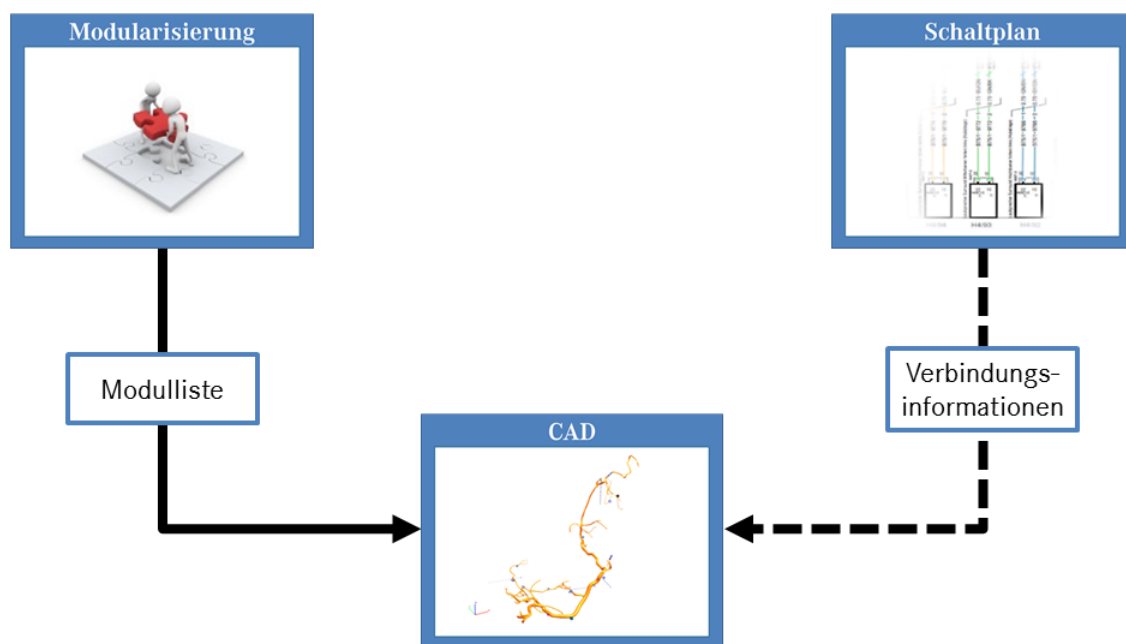 Modularisierung
Schaltplan
Modulliste
Verbindungs-
informationen
CAD